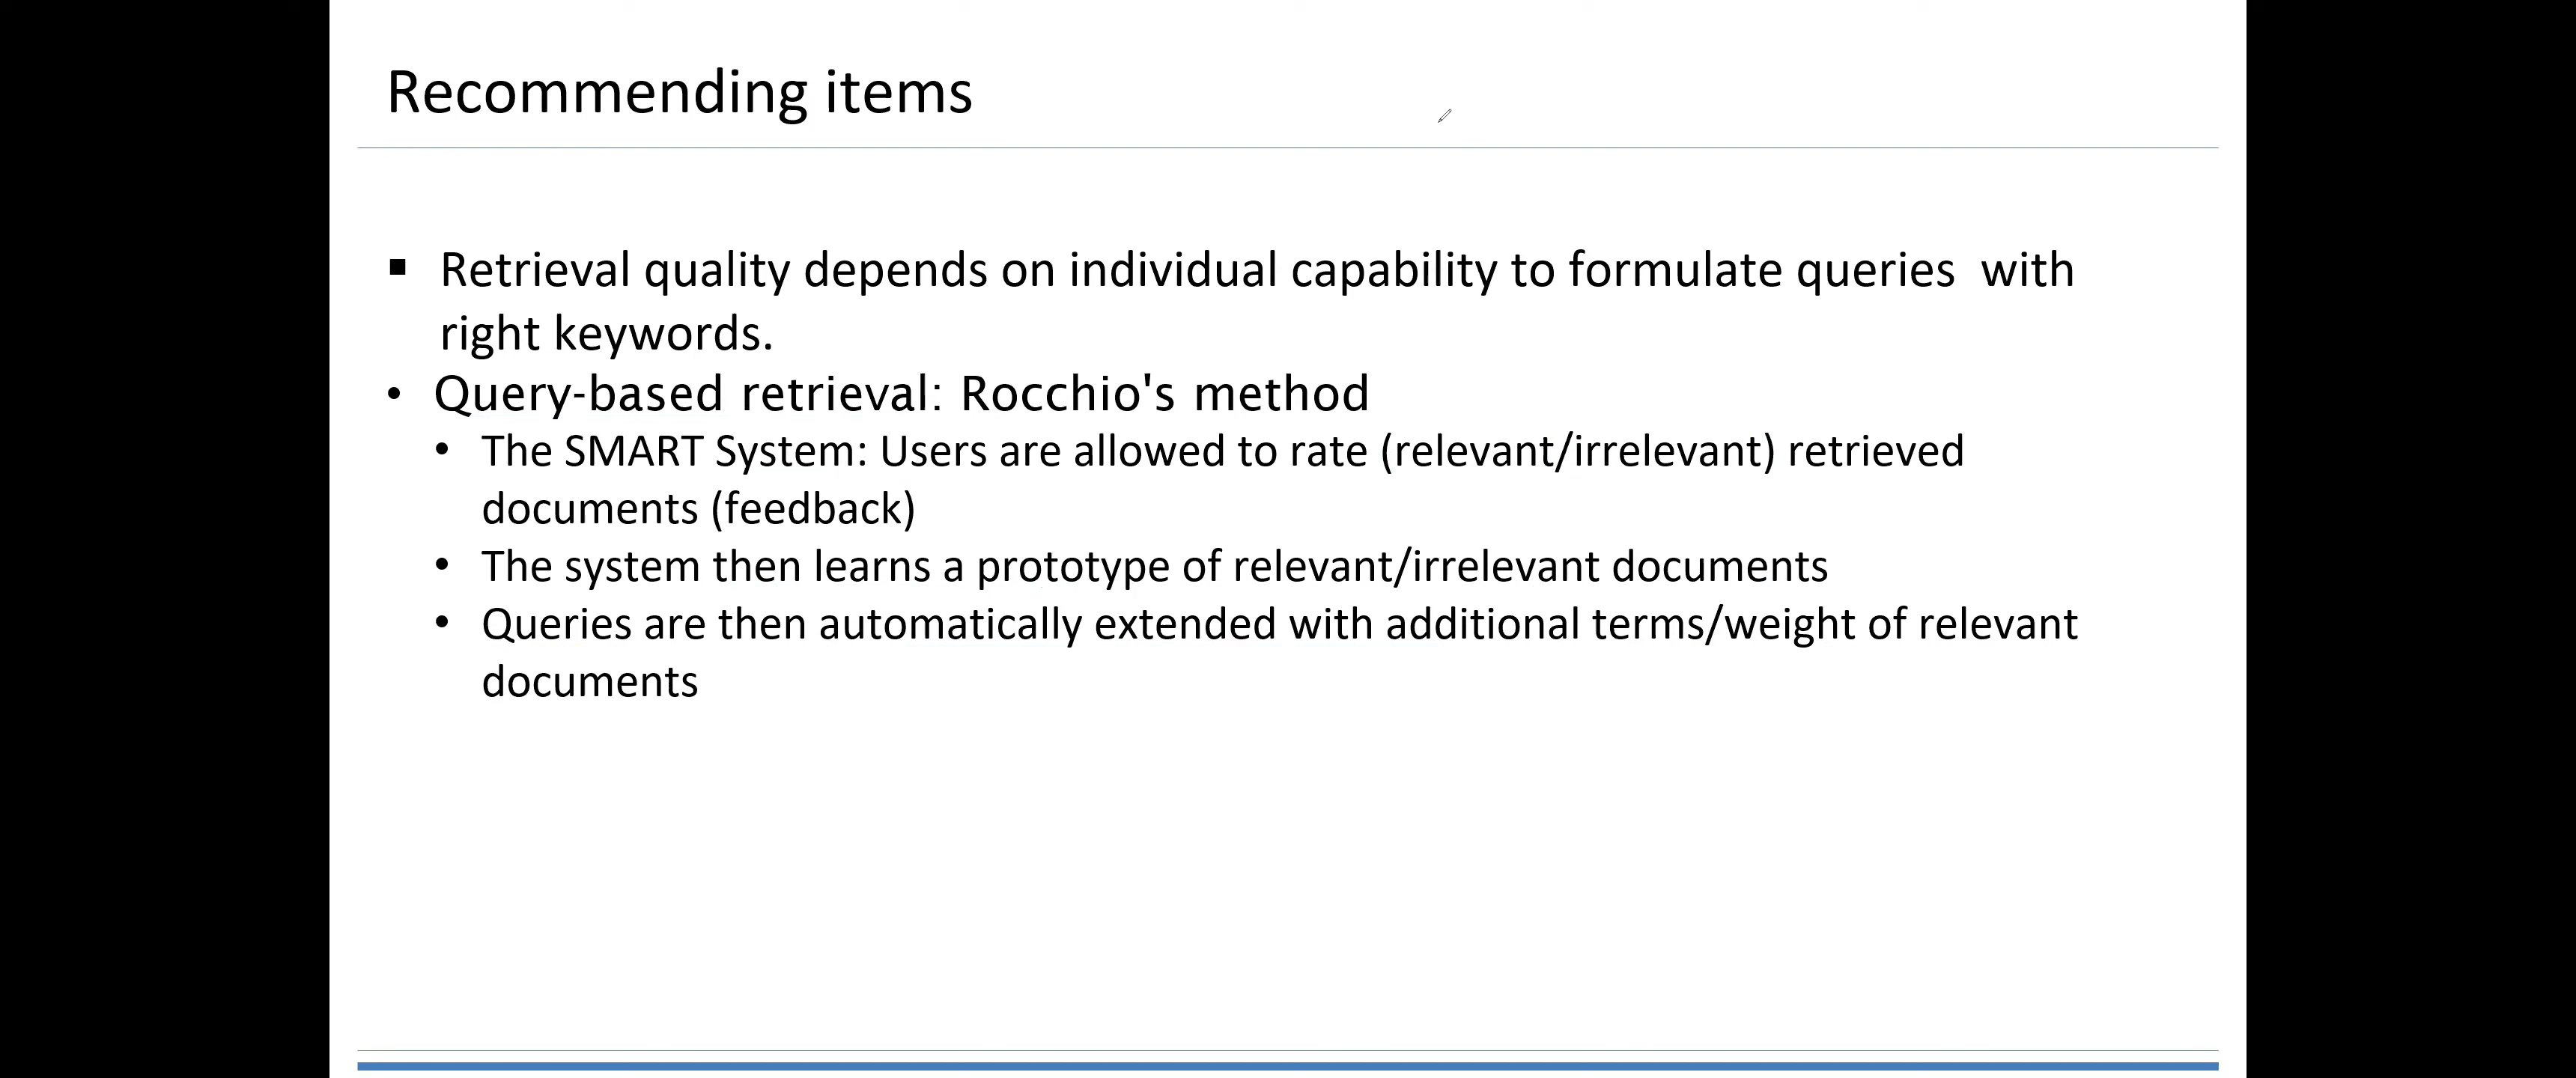 Recommending items
▪ Retrieval quality depends on individual capability to formulate queries  with
right keywords.
• Query-based retrieval: Rocchio's method
• The SMART System: Users are allowed to rate (relevant/irrelevant) retrieved
documents (feedback)
• The system then learns a prototype of relevant/irrelevant documents
• Queries are then automatically extended with additional terms/weight of relevant
documents